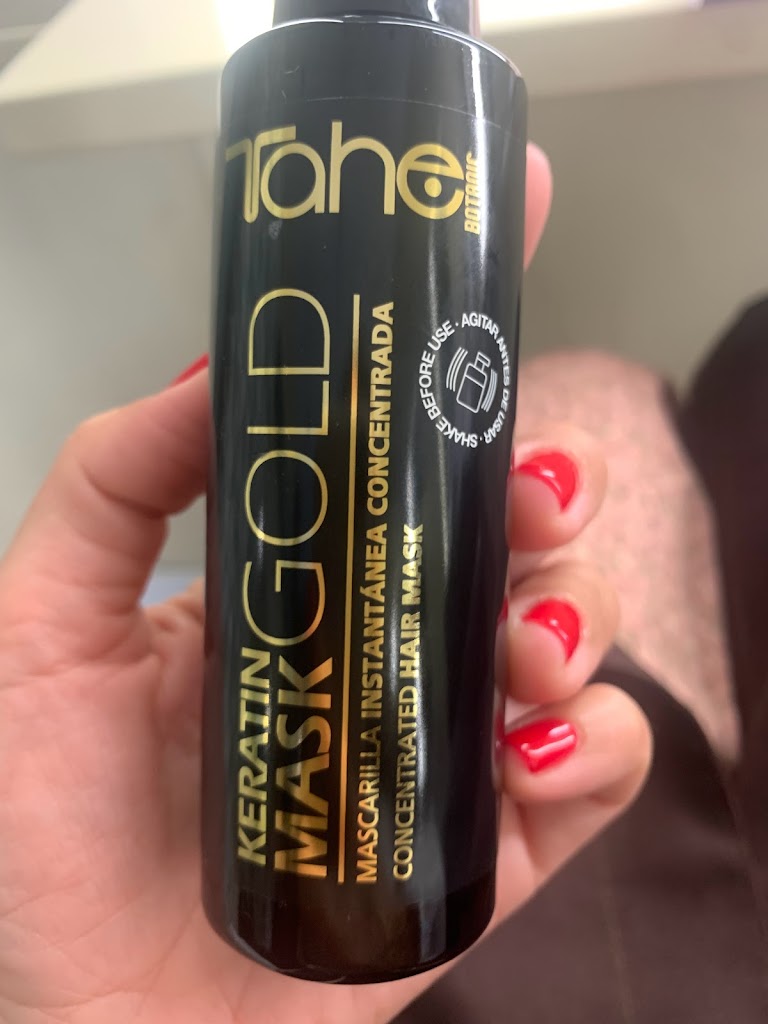 Tahe
BOTANIC
KERATIN
MASK GOLD
MASCARILLA INSTANTÁNEA CONCENTRADA
CONCENTRATED HAIR MASK
SHAKE BEFORE USE · AGITAR ANTES DE USAR ·